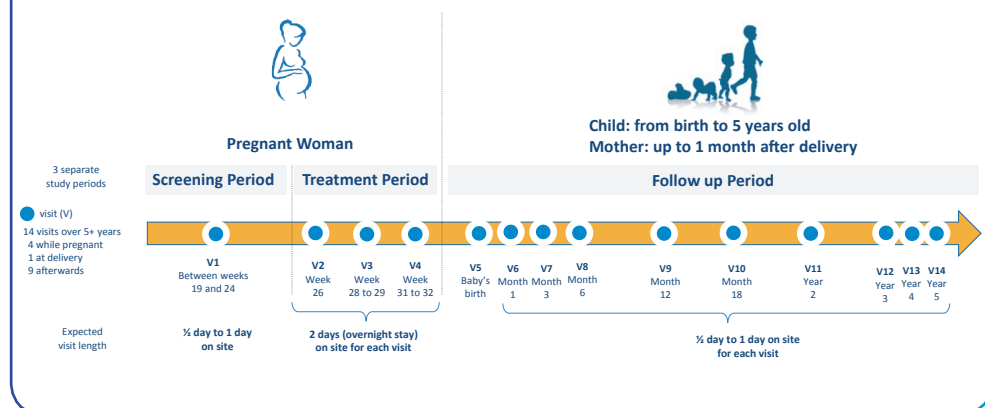 Child: from birth to 5 years old
Mother: up to 1 month after delivery
Pregnant Woman
3 separate
study periods
Screening Period
Treatment Period
Follow up Period
visit (V)
14 visits over 5+ years
4 while pregnant
1 at delivery
9 afterwards
V1
Between weeks
19 and 24
V2
Week
26
V3
Week
28 to 29
V4
Week
31 to 32
V5
Baby's
birth
V6
Month
1
V7
Month
3
V8
Month
6
V9
Month
12
V10
Month
18
V11
Year
2
V12
Year
3
V13
Year
4
V14
Year
5
Expected
visit length
½ day to 1 day
on site
2 days (overnight stay)
on site for each visit
½ day to 1 day on site
for each visit